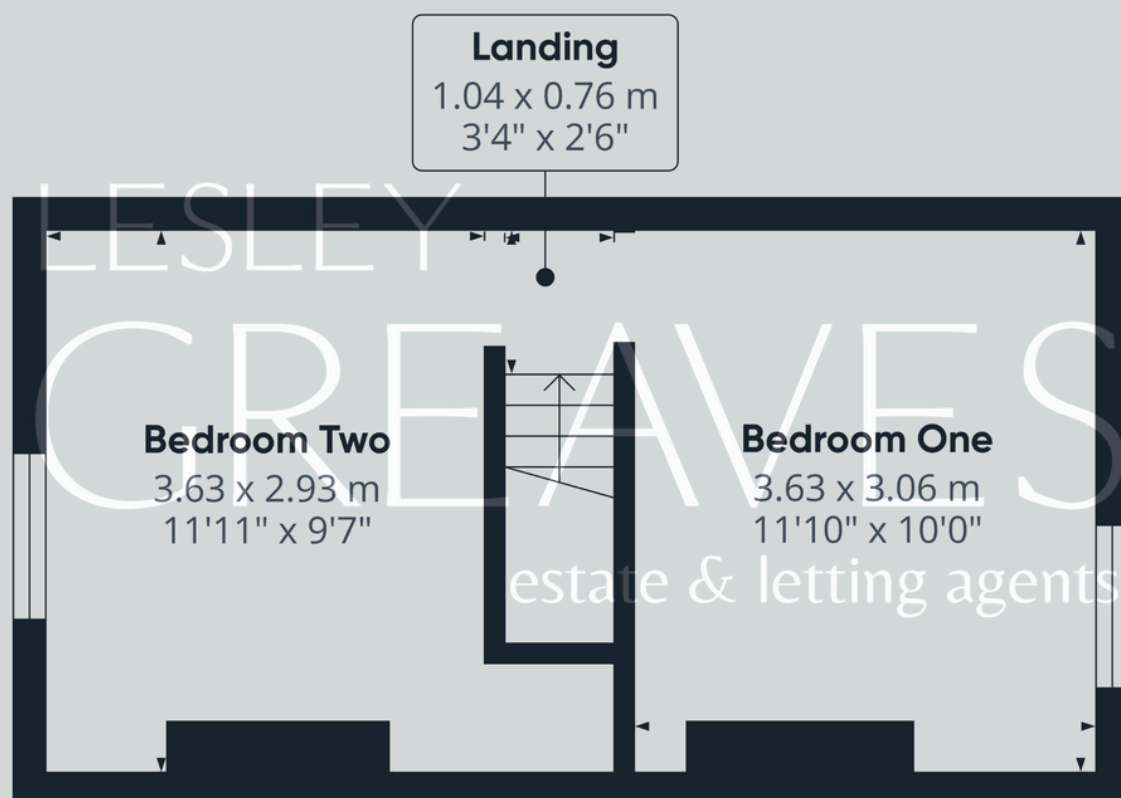 Landing
1.04 x 0.76 m
3'4" x 2'6"
LESLEY
GREAVES
Bedroom Two
3.63 x 2.93 m
11'11" x 9'7"
Bedroom One
3.63 x 3.06 m
11'10" x 10'0"
estate & letting agents